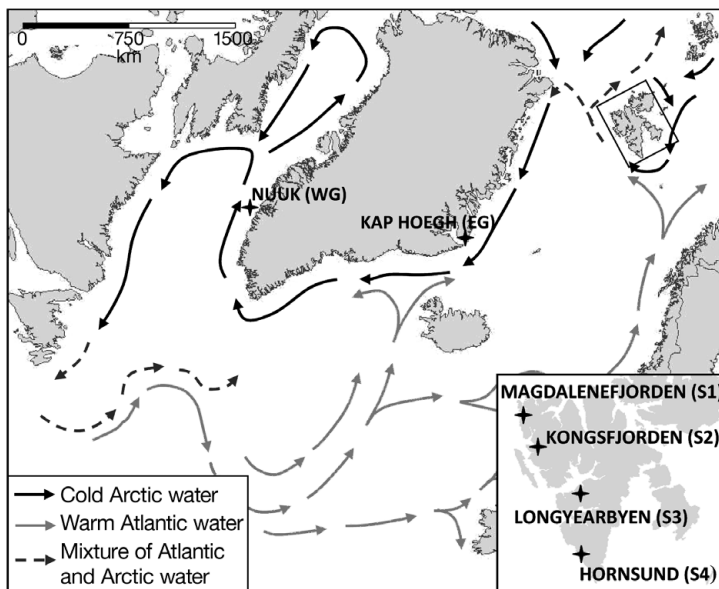 0 750 1500
km
NUUK (WG)
KAP HOEGH (EG)
MAGDALENEFJORDEN (S1)
KONGSFJORDEN (S2)
LONGYEARBYEN (S3)
HORNSUND (S4)
Cold Arctic water
Warm Atlantic water
Mixture of Atlantic
and Arctic water